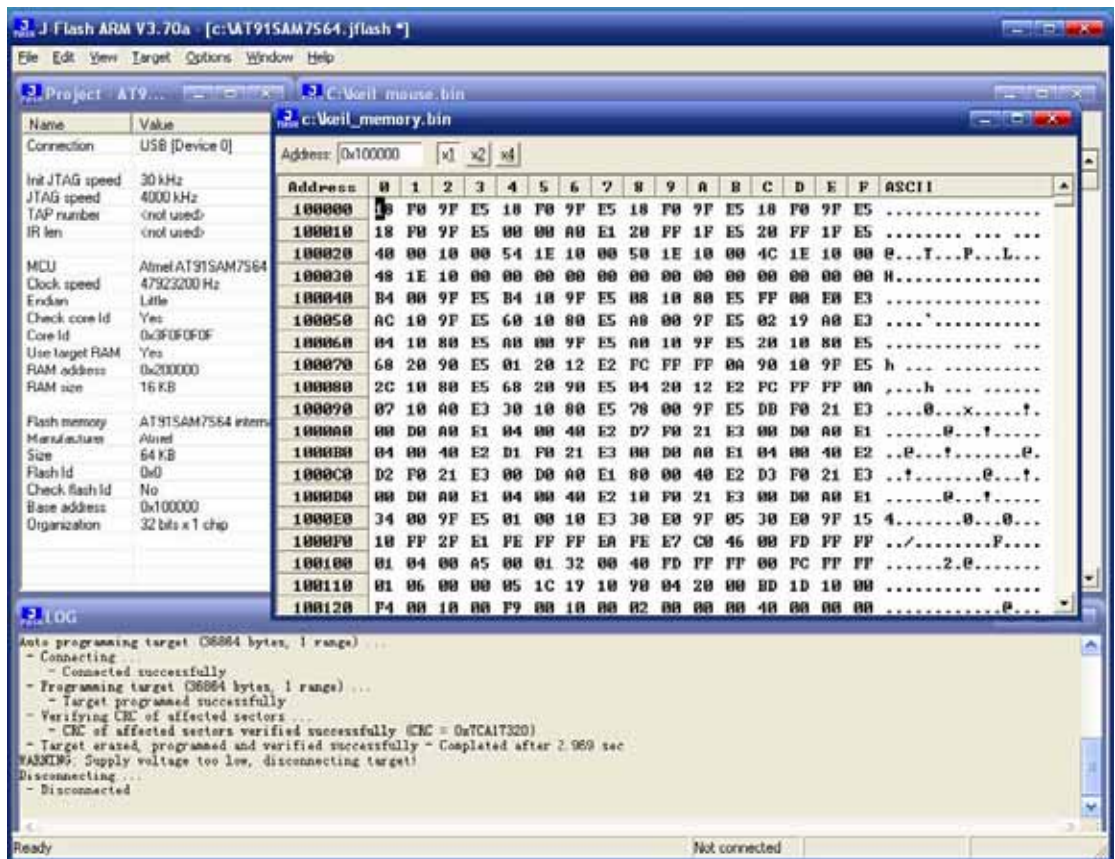 J-Flash ARM V3.70a - [c:\AT91SAM7S64.jflash *]
File Edit View Target Options Window Help
Project - AT9...
C:\keil_mouse.bin
Name Value
Connection USB [Device 0]
Init JTAG speed 30 kHz
JTAG speed 4000 kHz
TAP number <not used>
IR len <not used>
MCU Atmel AT91SAM7S64
Clock speed 47923200 Hz
Endian Little
Check core Id Yes
Core Id 0x3F0F0F0F
Use target RAM Yes
RAM address 0x200000
RAM size 16 KB
Flash memory AT91SAM7S64 intern
Manufacturer Atmel
Size 64 KB
Flash Id 0x0
Check flash Id No
Base address 0x100000
Organization 32 bits x 1 chip
c:\keil_memory.bin
Address: 0x100000 x1 x2 x4
Address 0 1 2 3 4 5 6 7 8 9 A B C D E F ASCII
100000 18 F0 9F E5 18 F0 9F E5 18 F0 9F E5 18 F0 9F E5 ................
100010 18 F0 9F E5 00 00 A0 E1 20 FF 1F E5 20 FF 1F E5 ........ ... ...
100020 40 00 10 00 54 1E 10 00 50 1E 10 00 4C 1E 10 00 @...T...P...L...
100030 48 1E 10 00 00 00 00 00 00 00 00 00 00 00 00 00 H...............
100040 B4 00 9F E5 B4 10 9F E5 08 10 80 E5 FF 00 E0 E3 ................
100050 AC 10 9F E5 60 10 80 E5 A8 00 9F E5 02 19 A0 E3 ....`...........
100060 04 10 80 E5 A0 00 9F E5 A0 10 9F E5 20 10 80 E5 ............ ...
100070 68 20 90 E5 01 20 12 E2 FC FF FF 0A 90 10 9F E5 h ... ..........
100080 2C 10 80 E5 68 20 90 E5 04 20 12 E2 FC FF FF 0A ,...h ... ......
100090 07 10 A0 E3 30 10 80 E5 78 00 9F E5 DB F0 21 E3 ....0...x.....!.
1000A0 00 D0 A0 E1 04 00 40 E2 D7 F0 21 E3 00 D0 A0 E1 ......@...!.....
1000B0 04 00 40 E2 D1 F0 21 E3 00 D0 A0 E1 04 00 40 E2 ..@...!.......@.
1000C0 D2 F0 21 E3 00 D0 A0 E1 80 00 40 E2 D3 F0 21 E3 ..!.......@...!.
1000D0 00 D0 A0 E1 04 00 40 E2 10 F0 21 E3 00 D0 A0 E1 ......@...!.....
1000E0 34 00 9F E5 01 00 10 E3 30 E0 9F 05 30 E0 9F 15 4.......0...0...
1000F0 10 FF 2F E1 FE FF FF EA FE E7 C0 46 00 FD FF FF ../........F....
100100 01 04 00 A5 00 01 32 00 40 FD FF FF 00 FC FF FF ......2.@.......
100110 01 06 00 00 05 1C 19 10 90 04 20 00 BD 1D 10 00 .......... .....
100120 F4 00 10 00 F9 00 10 00 02 00 00 00 40 00 00 00 ............@...
LOG
Auto programming target (36864 bytes, 1 range) ...
- Connecting ...
- Connected successfully
- Programming target (36864 bytes, 1 range) ...
- Target programmed successfully
- Verifying CRC of affected sectors ...
- CRC of affected sectors verified successfully (CRC = 0x7CA17320)
- Target erased, programmed and verified successfully - Completed after 2.969 sec
WARNING: Supply voltage too low, disconnecting target!
Disconnecting ...
- Disconnected
Ready Not connected